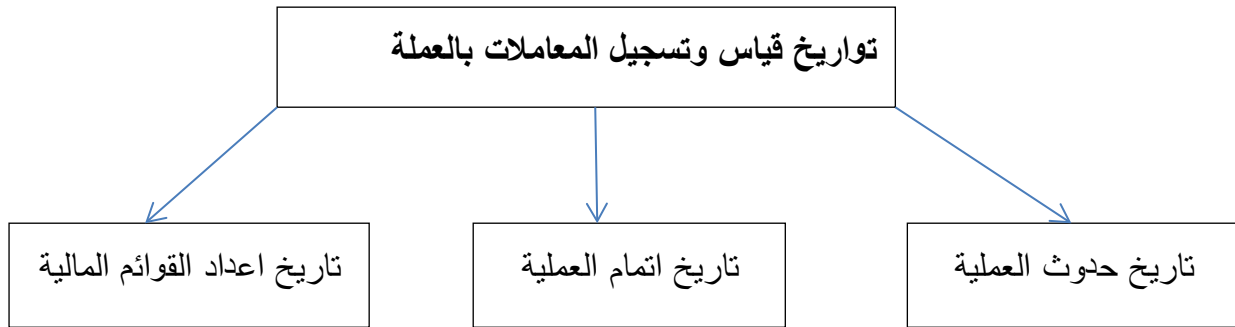 تواريخ قياس وتسجيل المعاملات بالعملة
تاريخ حدوث العملية
تاريخ اتمام العملية
تاريخ اعداد القوائم المالية